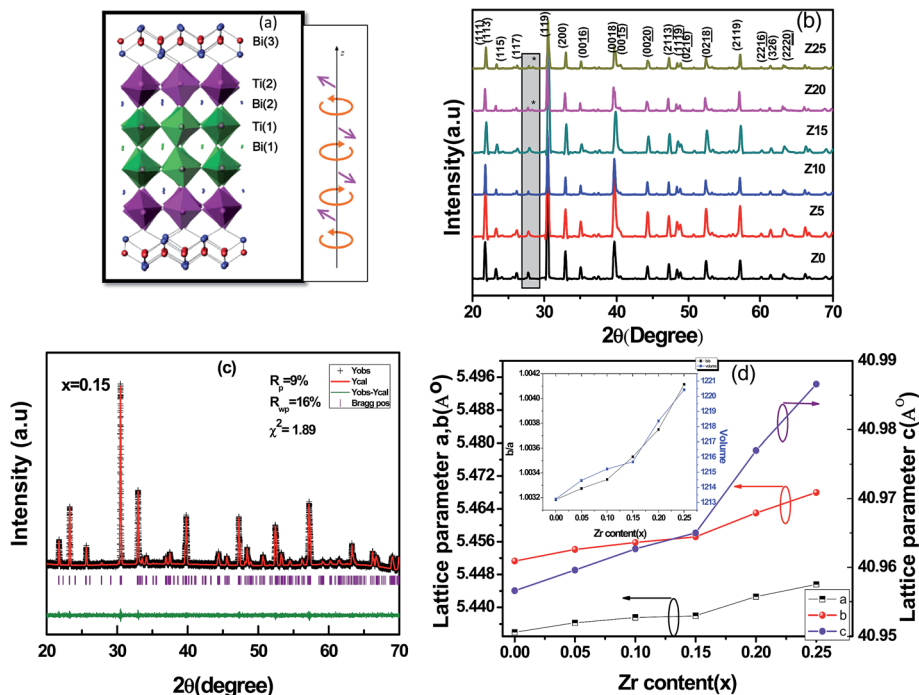 (a)
Bi(3)
Ti(2)
Bi(2)
Ti(1)
Bi(1)
z
(b)
Intensity(a.u)
(111)
(113)
(115)
(117)
(119)
(200)
(0016)
(0018)
(0015)
(0020)
(2113)
(1119)
(0216)
(0218)
(2119)
(2216)
(326)
(2220)
*
*
Z25
Z20
Z15
Z10
Z5
Z0
20 30 40 50 60 70
2θ(Degree)
(c)
x=0.15
Rp=9%
Rwp=16%
χ²= 1.89
Yobs
Ycal
Yobs-Ycal
Bragg pos
Intensity (a.u)
20 30 40 50 60 70
2θ(degree)
(d)
Lattice parameter a,b(A°)
5.496
5.488
5.480
5.472
5.464
5.456
5.448
5.440
40.99
40.98
40.97
40.96
40.95
Lattice parameter c(A°)
b/a
volume
b/a
1.0042
1.0040
1.0038
1.0036
1.0034
1.0032
1221
1220
1219
1218
1217
1216
1215
1214
1213
Volume
0.00 0.05 0.10 0.15 0.20 0.25
Zr content(x)
a
b
c
0.00 0.05 0.10 0.15 0.20 0.25
Zr content(x)